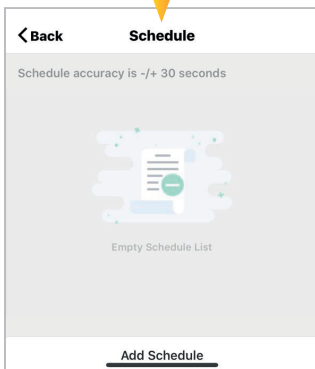 Back Schedule
Schedule accuracy is -/+ 30 seconds
Empty Schedule List
Add Schedule